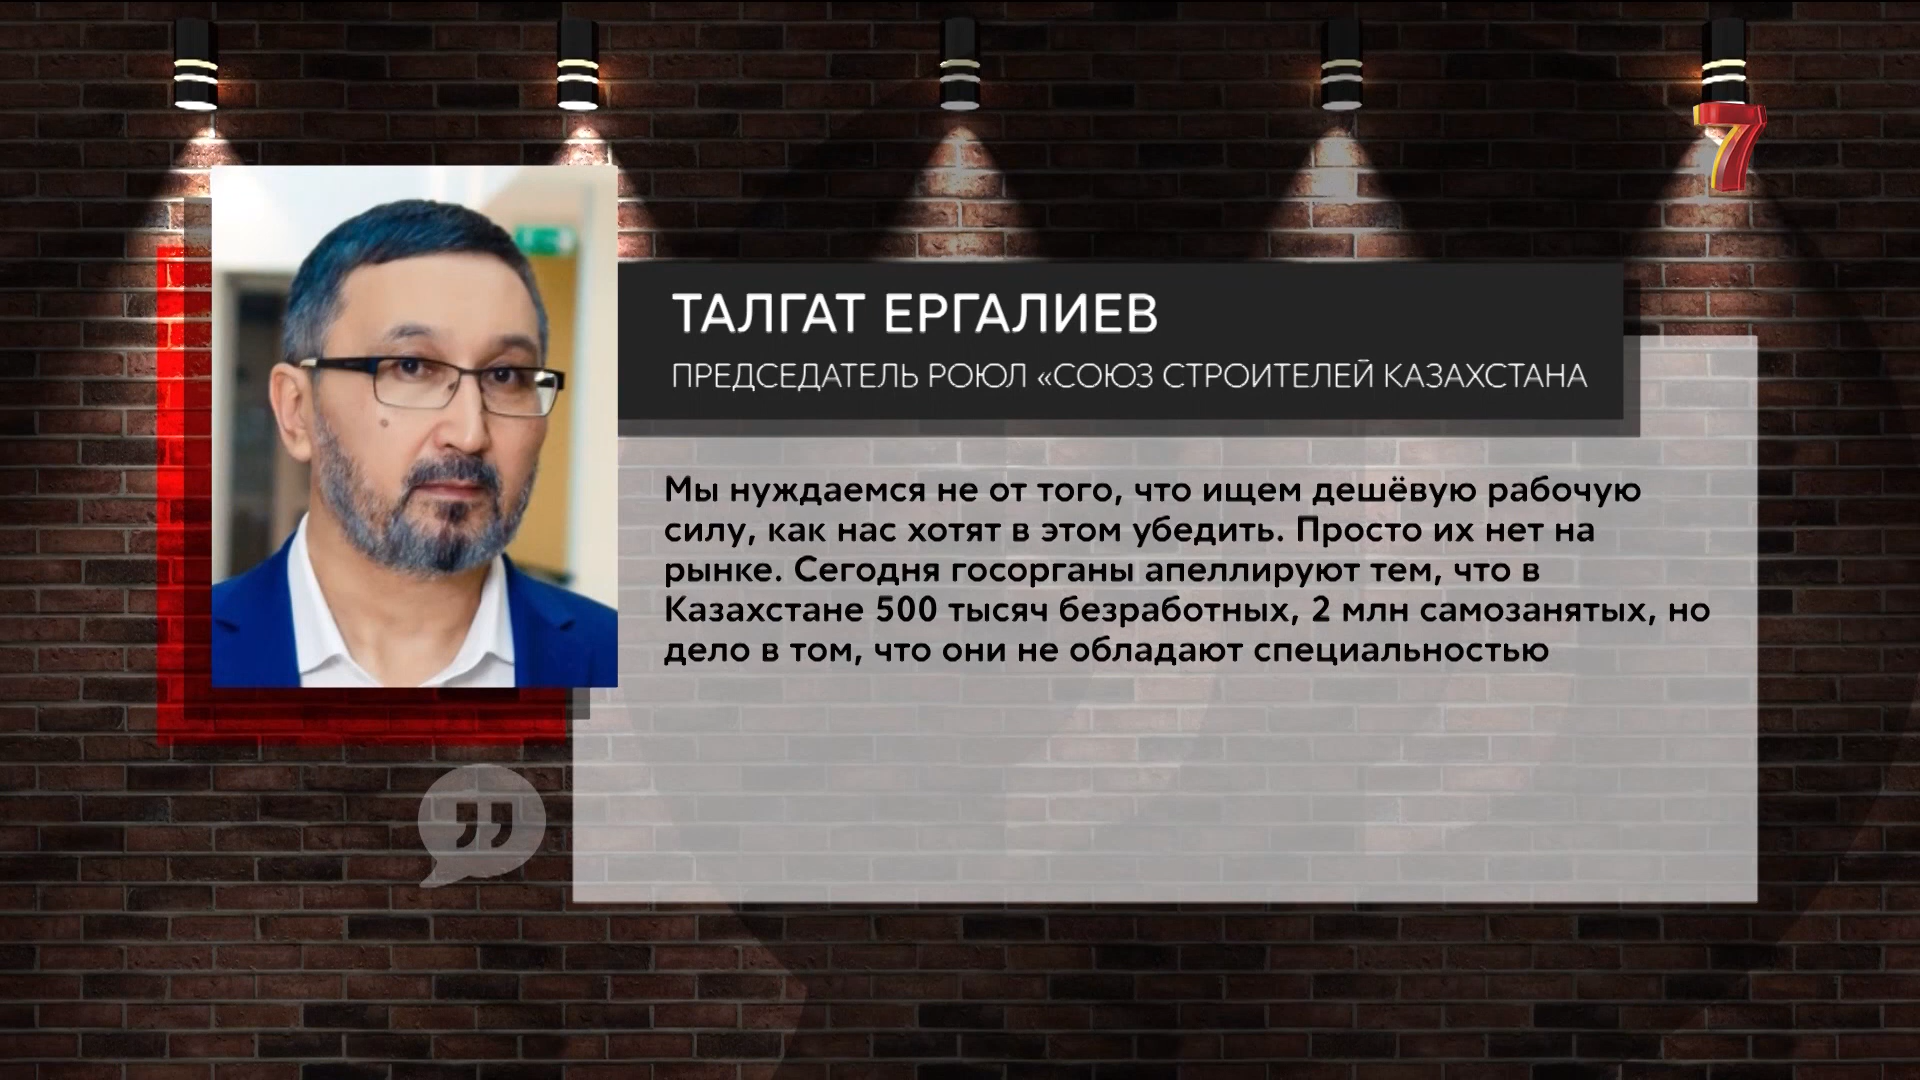 7
ТАЛГАТ ЕРГАЛИЕВ
ПРЕДСЕДАТЕЛЬ РОЮЛ «СОЮЗ СТРОИТЕЛЕЙ КАЗАХСТАНА
Мы нуждаемся не от того, что ищем дешёвую рабочую
силу, как нас хотят в этом убедить. Просто их нет на
рынке. Сегодня госорганы апеллируют тем, что в
Казахстане 500 тысяч безработных, 2 млн самозанятых, но
дело в том, что они не обладают специальностью